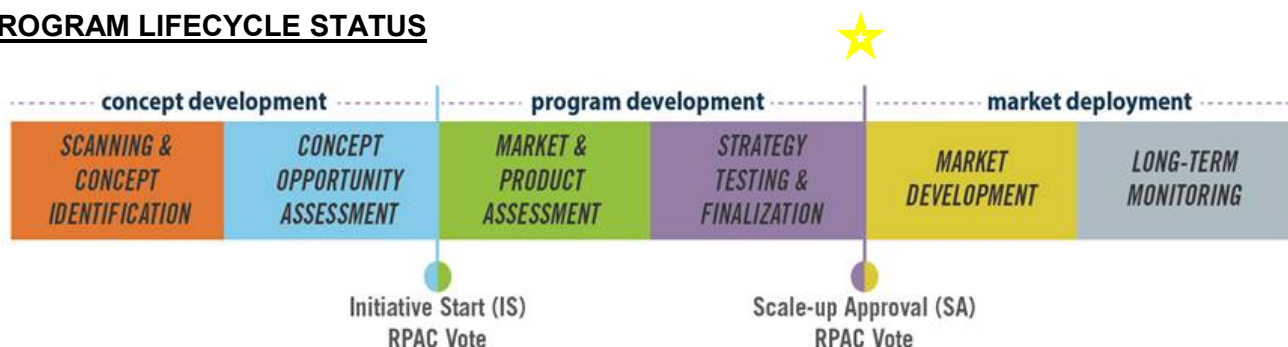 ROGRAM LIFECYCLE STATUS
concept development
program development
market deployment
SCANNING &
CONCEPT
IDENTIFICATION
CONCEPT
OPPORTUNITY
ASSESSMENT
MARKET &
PRODUCT
ASSESSMENT
STRATEGY
TESTING &
FINALIZATION
MARKET
DEVELOPMENT
LONG-TERM
MONITORING
Initiative Start (IS)
RPAC Vote
Scale-up Approval (SA)
RPAC Vote